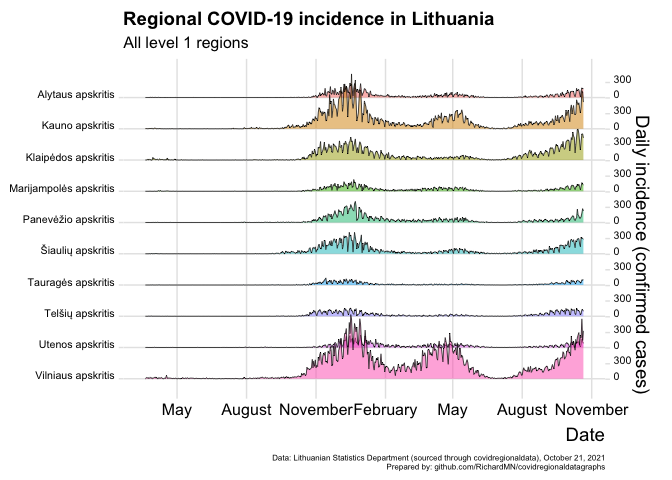 Regional COVID-19 incidence in Lithuania
All level 1 regions
Alytaus apskritis
Kauno apskritis
Klaipėdos apskritis
Marijampolės apskritis
Panevėžio apskritis
Šiaulių apskritis
Tauragės apskritis
Telšių apskritis
Utenos apskritis
Vilniaus apskritis
300
0
300
0
300
0
300
0
300
0
300
0
300
0
300
0
300
0
300
0
Daily incidence (confirmed cases)
May August November February May August November
Date
Data: Lithuanian Statistics Department (sourced through covidregionaldata), October 21, 2021
Prepared by: github.com/RichardMN/covidregionaldatagraphs